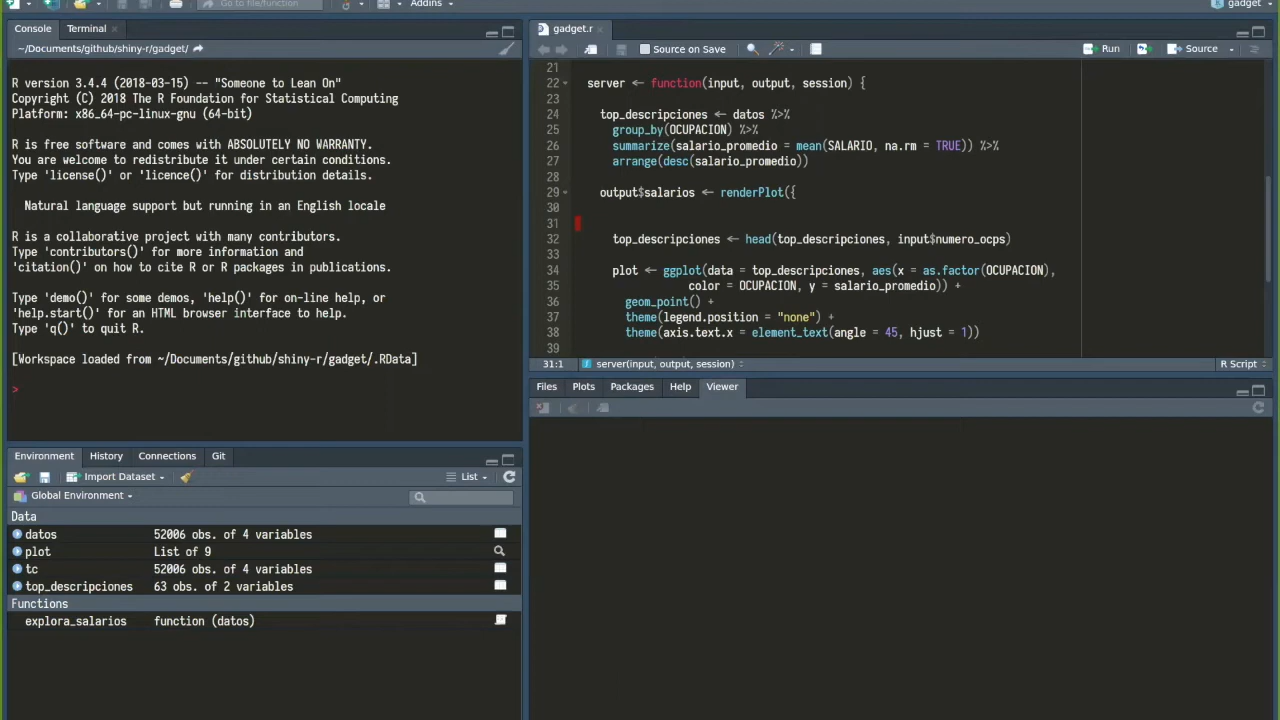 Go to file/function
Addins
gadget
Console
Terminal
~/Documents/github/shiny-r/gadget/
R version 3.4.4 (2018-03-15) -- "Someone to Lean On"
Copyright (C) 2018 The R Foundation for Statistical Computing
Platform: x86_64-pc-linux-gnu (64-bit)
R is free software and comes with ABSOLUTELY NO WARRANTY.
You are welcome to redistribute it under certain conditions.
Type 'license()' or 'licence()' for distribution details.
Natural language support but running in an English locale
R is a collaborative project with many contributors.
Type 'contributors()' for more information and
'citation()' on how to cite R or R packages in publications.
Type 'demo()' for some demos, 'help()' for on-line help, or
'help.start()' for an HTML browser interface to help.
Type 'q()' to quit R.
[Workspace loaded from ~/Documents/github/shiny-r/gadget/.RData]
>
Environment
History
Connections
Git
Import Dataset
List
Global Environment
Data
datos 52006 obs. of 4 variables
plot List of 9
tc 52006 obs. of 4 variables
top_descripciones 63 obs. of 2 variables
Functions
explora_salarios function (datos)
gadget.r
Source on Save
Run
Source
21
22 server <- function(input, output, session) {
23
24 top_descripciones <- datos %>%
25 group_by(OCUPACION) %>%
26 summarize(salario_promedio = mean(SALARIO, na.rm = TRUE)) %>%
27 arrange(desc(salario_promedio))
28
29 output$salarios <- renderPlot({
30
31
32 top_descripciones <- head(top_descripciones, input$numero_ocps)
33
34 plot <- ggplot(data = top_descripciones, aes(x = as.factor(OCUPACION),
35 color = OCUPACION, y = salario_promedio)) +
36 geom_point() +
37 theme(legend.position = "none") +
38 theme(axis.text.x = element_text(angle = 45, hjust = 1))
39
31:1
server(input, output, session)
R Script
Files
Plots
Packages
Help
Viewer